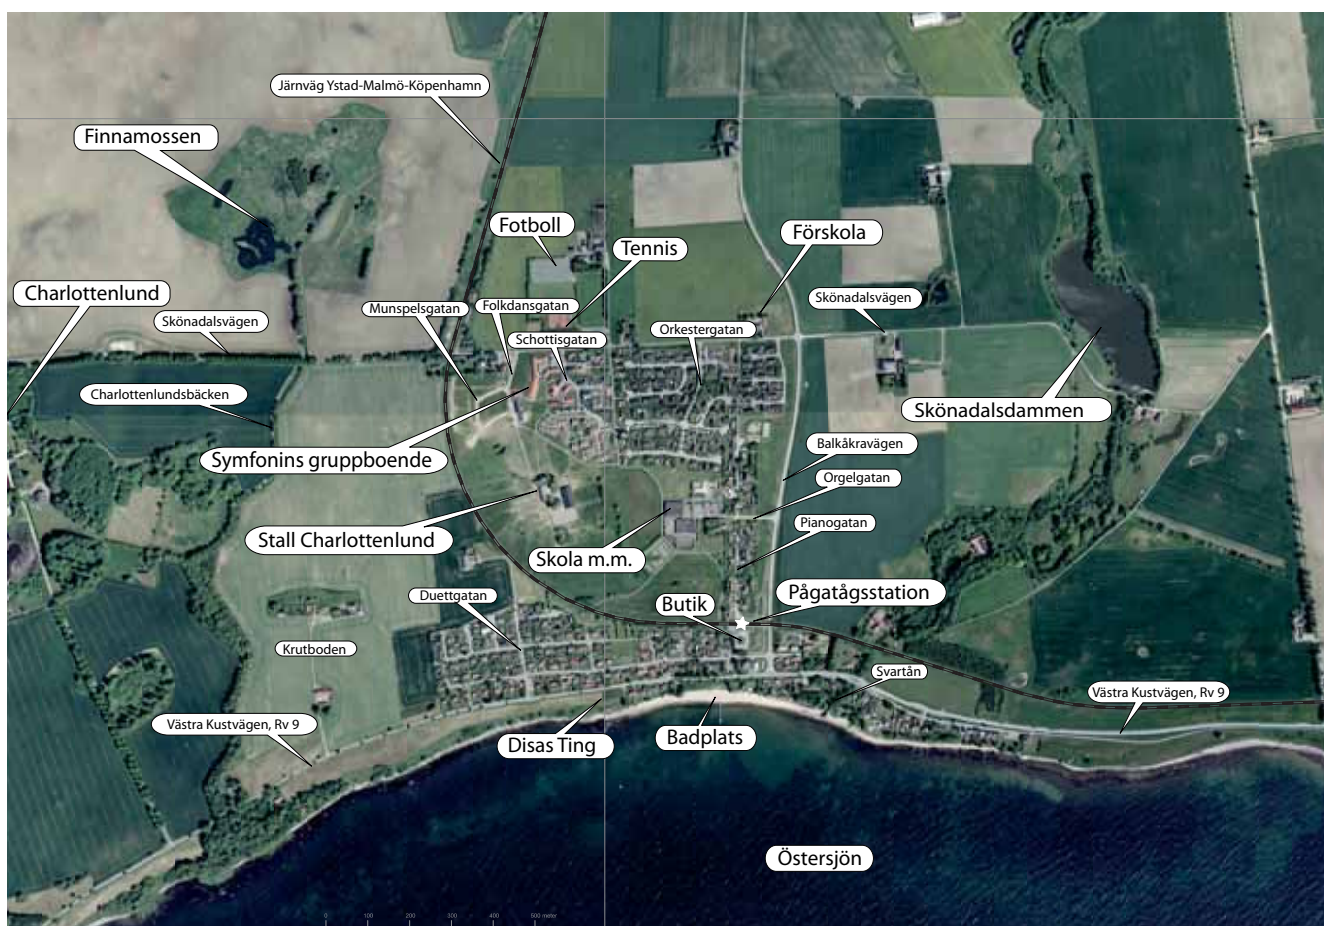 Järnväg Ystad-Malmö-Köpenhamn
Finnamossen
Fotboll
Tennis
Förskola
Charlottenlund
Skönadalsvägen
Munspelsgatan
Folkdansgatan
Schottisgatan
Orkestergatan
Skönadalsvägen
Charlottenlundsbäcken
Skönadalsdammen
Symfonins gruppboende
Balkåkravägen
Orgelgatan
Pianogatan
Stall Charlottenlund
Skola m.m.
Duettgatan
Butik
Pågatågsstation
Krutboden
Svartån
Västra Kustvägen, Rv 9
Västra Kustvägen, Rv 9
Disas Ting
Badplats
Östersjön
0 100 200 300 400 500 meter